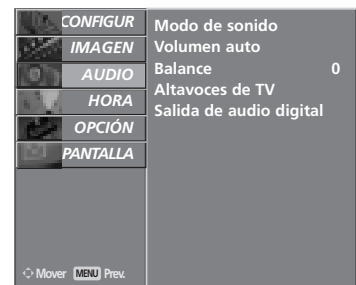 CONFIGUR
IMAGEN
AUDIO
HORA
OPCIÓN
PANTALLA
Modo de sonido
Volumen auto
Balance 0
Altavoces de TV
Salida de audio digital
Mover MENU Prev.